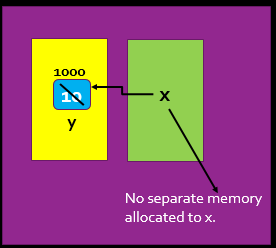 1000
10
y
x
No separate memory
allocated to x.